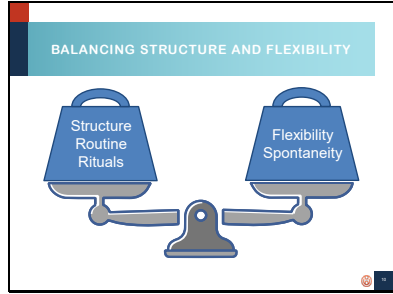 BALANCING STRUCTURE AND FLEXIBILITY
Structure
Routine
Rituals
Flexibility
Spontaneity